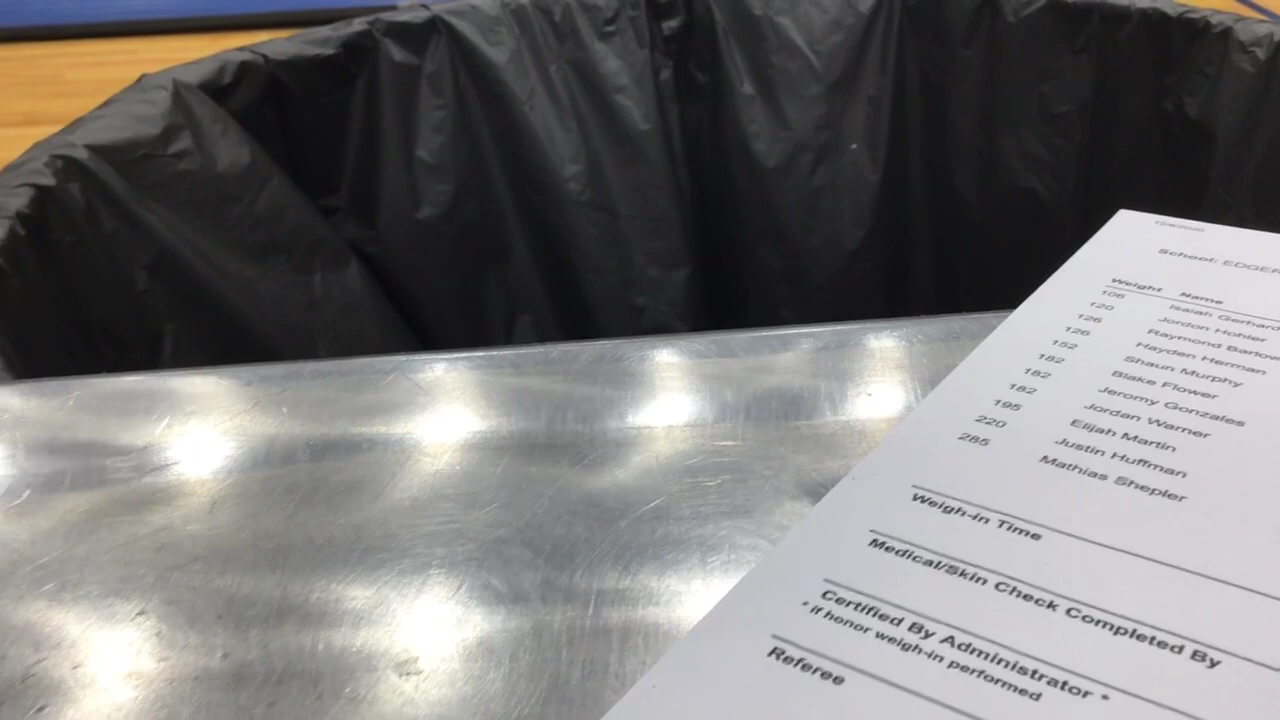 School: EDGER
Weight Name
106 Isaiah Gerhard
120 Jordon Hohler
126 Raymond Bartow
126 Hayden Herman
152 Shaun Murphy
182 Blake Flower
182 Jeromy Gonzales
182 Jordan Warner
195 Elijah Martin
220 Justin Huffman
285 Mathias Shepler
Weigh-in Time
Medical/Skin Check Completed By
Certified By Administrator *
* if honor weigh-in performed
Referee